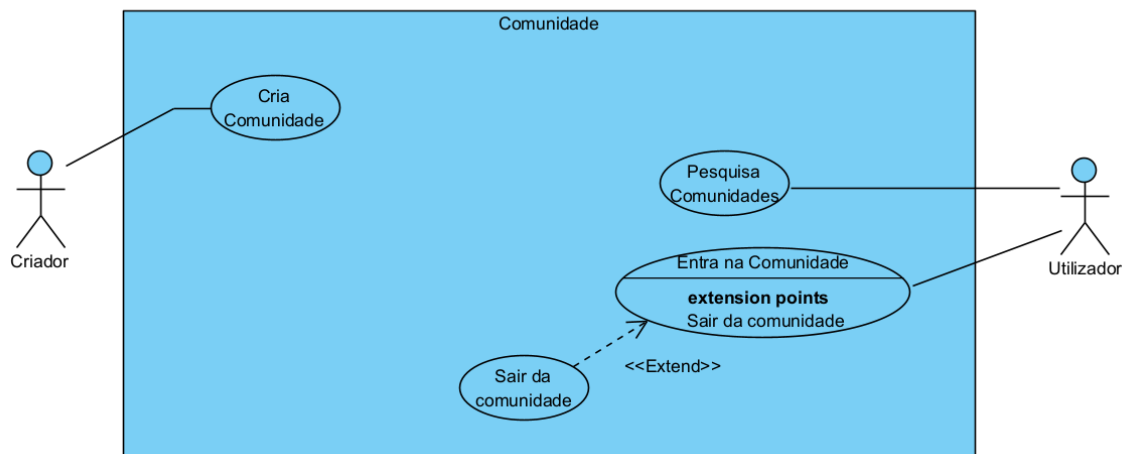 Comunidade
Cria
Comunidade
Pesquisa
Comunidades
Criador
Utilizador
Entra na Comunidade
extension points
Sair da comunidade
<<Extend>>
Sair da
comunidade